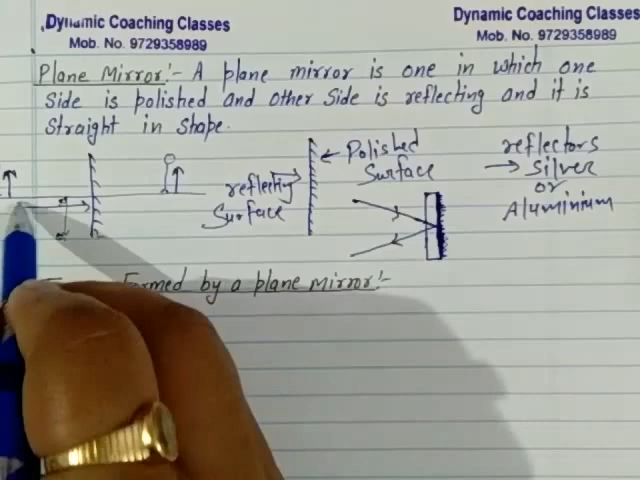 Dynamic Coaching Classes
Mob. No. 9729358989
Dynamic Coaching Classes
Mob. No. 9729358989
Plane Mirror:- A plane mirror is one in which one
Side is polished and other Side is reflecting and it is
Straight in Shape.
Polished
Surface
reflecting
Surface
reflectors
→ Silver
or
Aluminium
Formed by a plane mirror:-